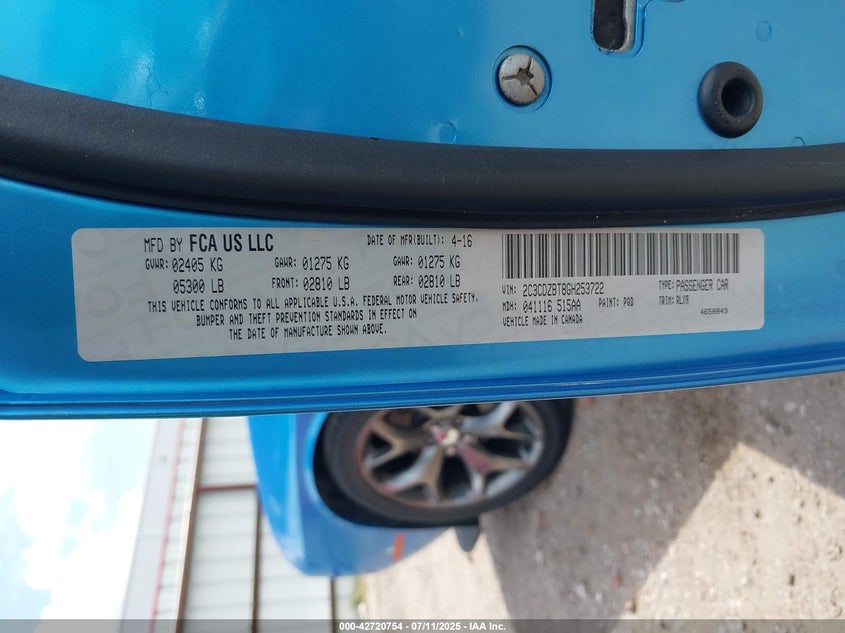 MFD BY FCA US LLC DATE OF MFR(BUILT): 4-16
GVWR: 02405 KG GAWR: 01275 KG GAWR: 01275 KG
05300 LB FRONT: 02810 LB REAR: 02810 LB
THIS VEHICLE CONFORMS TO ALL APPLICABLE U.S.A. FEDERAL MOTOR VEHICLE SAFETY,
BUMPER AND THEFT PREVENTION STANDARDS IN EFFECT ON
THE DATE OF MANUFACTURE SHOWN ABOVE.
VIN: 2C3CDZBT8GH253722 TYPE: PASSENGER CAR
MDH: 041116 515AA PAINT: PQD TRIM: RLX9
VEHICLE MADE IN CANADA 4658843
000-42720754 - 07/11/2025 - IAA Inc.